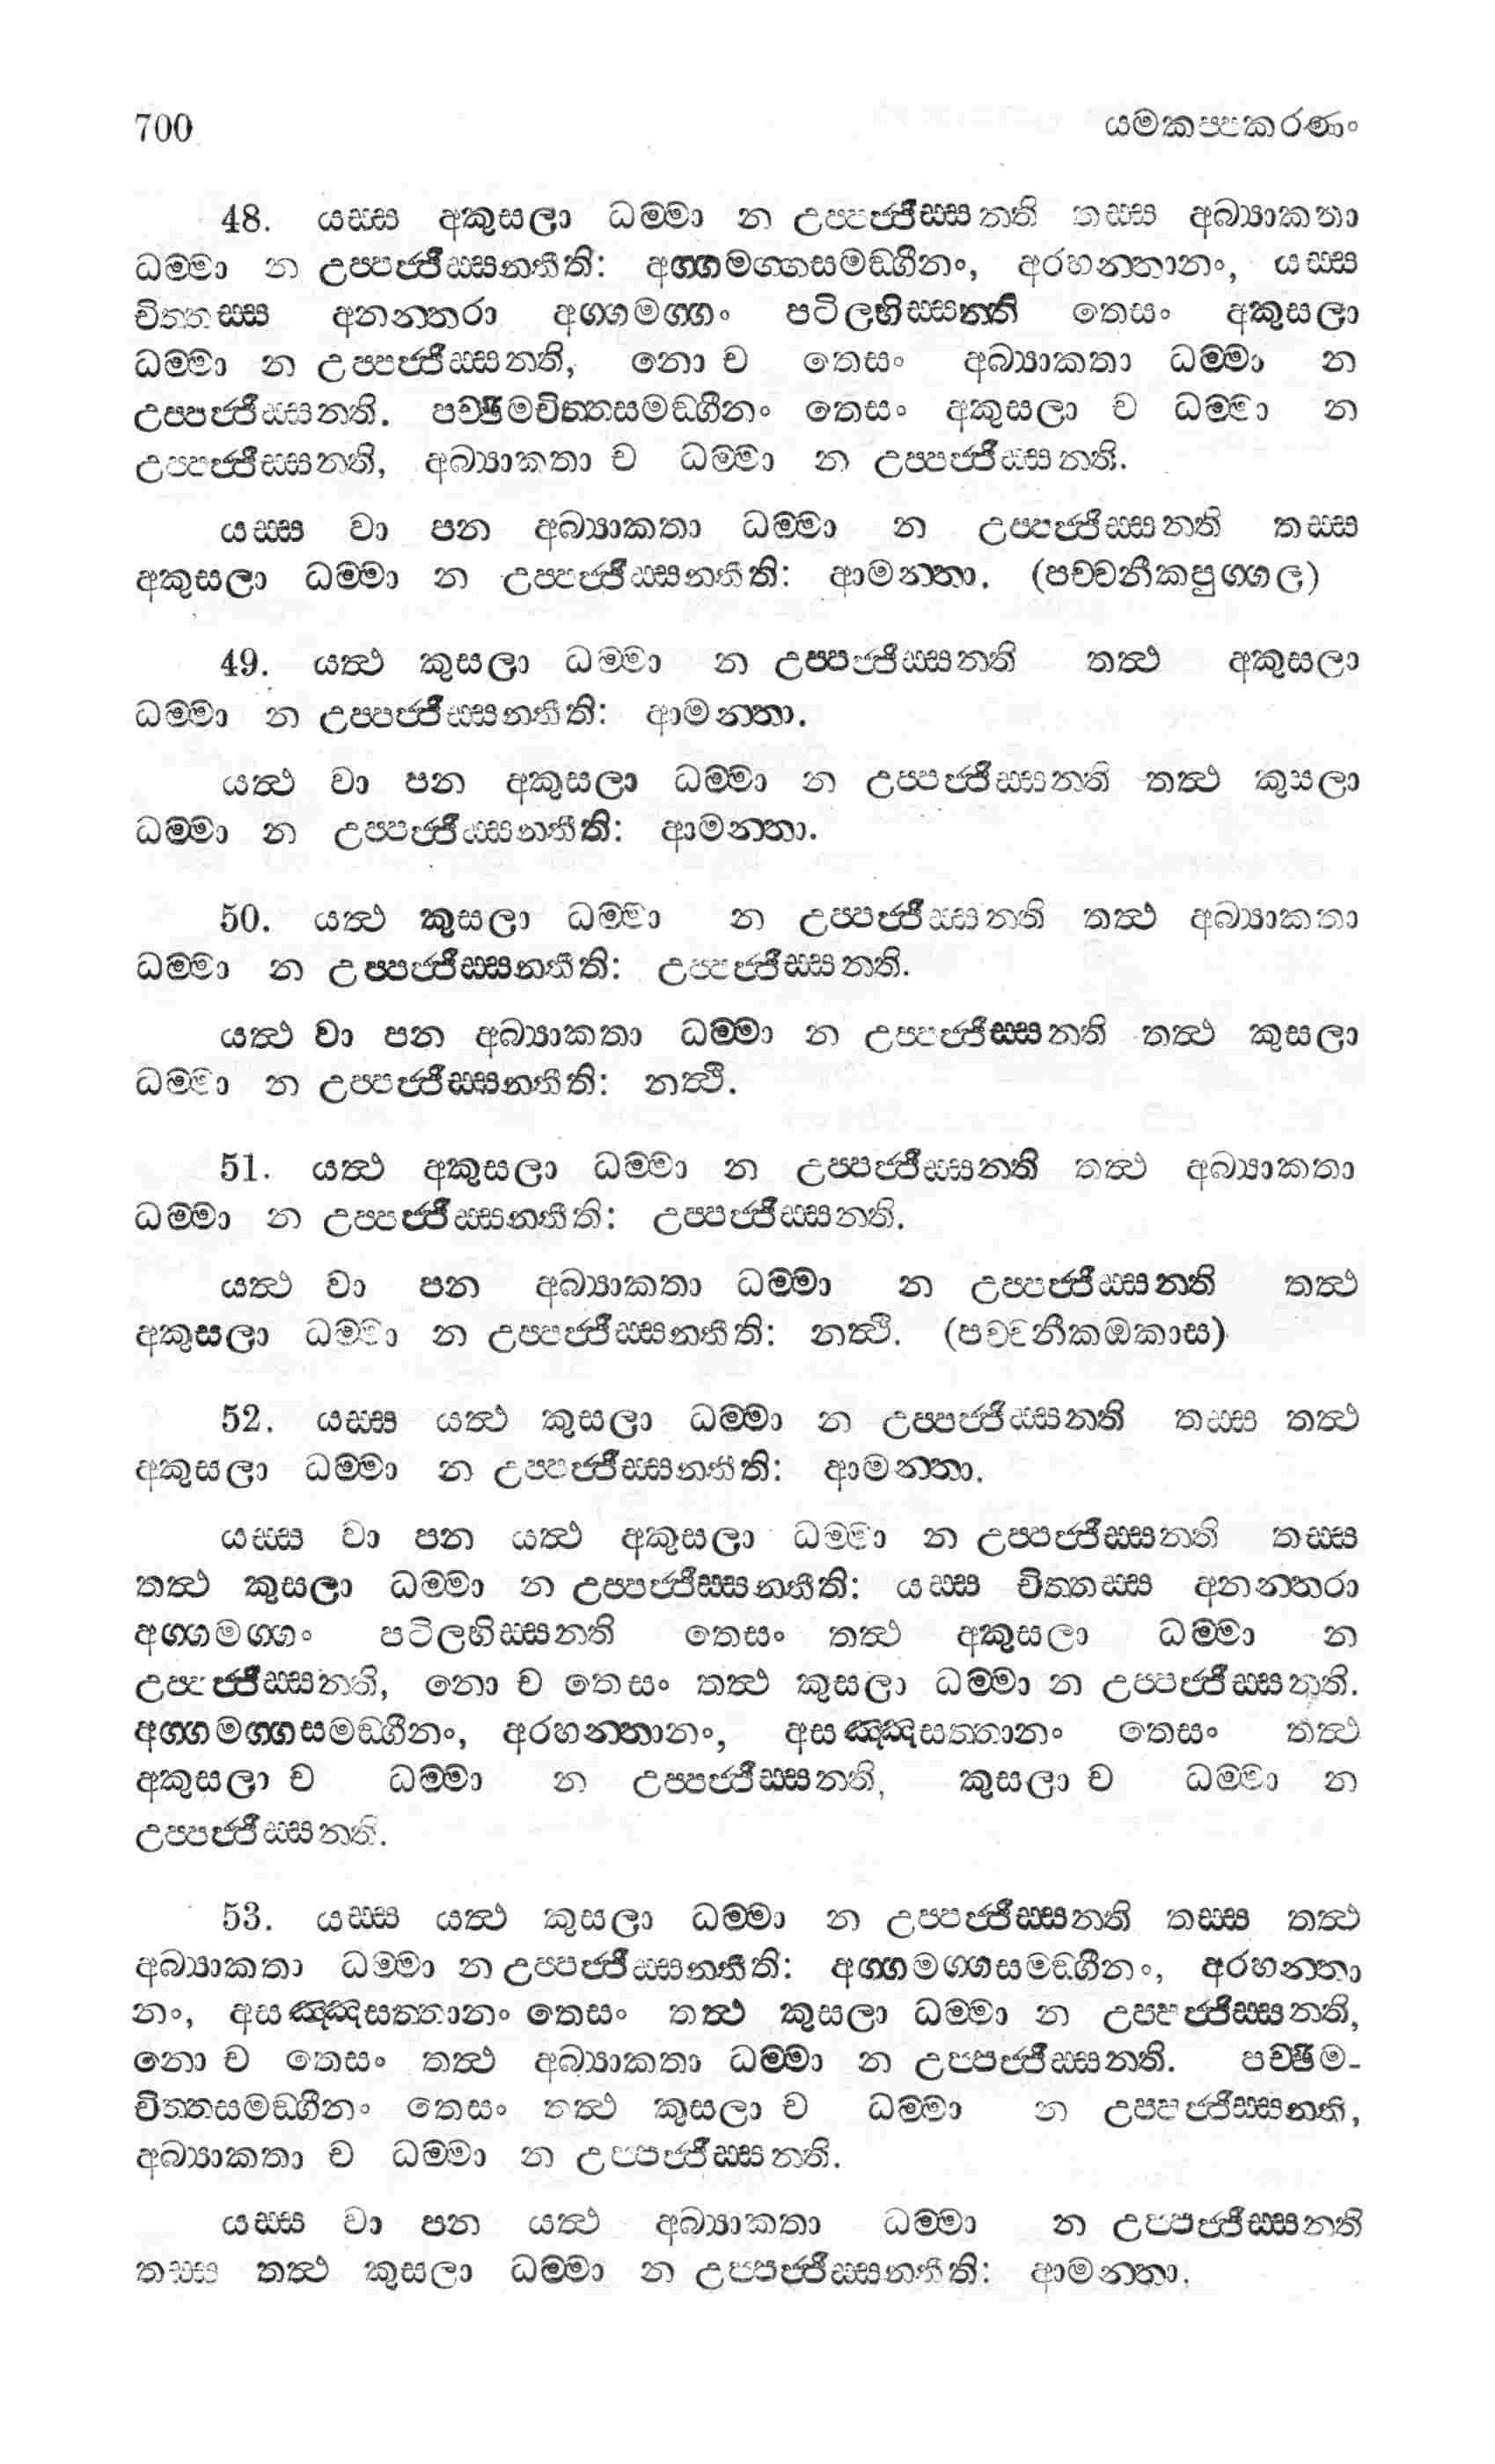 700 යමකප්පකරණං
48. යස්ස අකුසලා ධම්මා න උප්පජ්ජිස්සන්ති තස්ස අබ්‍යාකතා
ධම්මා න උප්පජ්ජිස්සන්තීති: අග්ගමග්ගසමඞ්ගීනං, අරහන්තානං, යස්ස
චිත්තස්ස අනන්තරා අග්ගමග්ගං පටිලභිස්සන්ති තෙසං අකුසලා
ධම්මා න උප්පජ්ජිස්සන්ති, නො ච තෙසං අබ්‍යාකතා ධම්මා න
උප්පජ්ජිස්සන්ති. පච්ඡිමචිත්තසමඞ්ගීනං තෙසං අකුසලා ච ධම්මා න
උප්පජ්ජිස්සන්ති, අබ්‍යාකතා ච ධම්මා න උප්පජ්ජිස්සන්ති.
යස්ස වා පන අබ්‍යාකතා ධම්මා න උප්පජ්ජිස්සන්ති තස්ස
අකුසලා ධම්මා න උප්පජ්ජිස්සන්තීති: ආමන්තා. (පච්චනීකපුග්ගල)
49. යත්ථ කුසලා ධම්මා න උප්පජ්ජිස්සන්ති තත්ථ අකුසලා
ධම්මා න උප්පජ්ජිස්සන්තීති: ආමන්තා.
යත්ථ වා පන අකුසලා ධම්මා න උප්පජ්ජිස්සන්ති තත්ථ කුසලා
ධම්මා න උප්පජ්ජිස්සන්තීති: ආමන්තා.
50. යත්ථ කුසලා ධම්මා න උප්පජ්ජිස්සන්ති තත්ථ අබ්‍යාකතා
ධම්මා න උප්පජ්ජිස්සන්තීති: උප්පජ්ජිස්සන්ති.
යත්ථ වා පන අබ්‍යාකතා ධම්මා න උප්පජ්ජිස්සන්ති තත්ථ කුසලා
ධම්මා න උප්පජ්ජිස්සන්තීති: නත්ථි.
51. යත්ථ අකුසලා ධම්මා න උප්පජ්ජිස්සන්ති තත්ථ අබ්‍යාකතා
ධම්මා න උප්පජ්ජිස්සන්තීති: උප්පජ්ජිස්සන්ති.
යත්ථ වා පන අබ්‍යාකතා ධම්මා න උප්පජ්ජිස්සන්ති තත්ථ
අකුසලා ධම්මා න උප්පජ්ජිස්සන්තීති: නත්ථි. (පච්චනීකඔකාස)
52. යස්ස යත්ථ කුසලා ධම්මා න උප්පජ්ජිස්සන්ති තස්ස තත්ථ
අකුසලා ධම්මා න උප්පජ්ජිස්සන්තීති: ආමන්තා.
යස්ස වා පන යත්ථ අකුසලා ධම්මා න උප්පජ්ජිස්සන්ති තස්ස
තත්ථ කුසලා ධම්මා න උප්පජ්ජිස්සන්තීති: යස්ස චිත්තස්ස අනන්තරා
අග්ගමග්ගං පටිලභිස්සන්ති තෙසං තත්ථ අකුසලා ධම්මා න
උප්පජ්ජිස්සන්ති, නො ච තෙසං තත්ථ කුසලා ධම්මා න උප්පජ්ජිස්සන්ති.
අග්ගමග්ගසමඞ්ගීනං, අරහන්තානං, අසඤ්ඤසත්තානං තෙසං තත්ථ
අකුසලා ච ධම්මා න උප්පජ්ජිස්සන්ති, කුසලා ච ධම්මා න
උප්පජ්ජිස්සන්ති.
53. යස්ස යත්ථ කුසලා ධම්මා න උප්පජ්ජිස්සන්ති තස්ස තත්ථ
අබ්‍යාකතා ධම්මා න උප්පජ්ජිස්සන්තීති: අග්ගමග්ගසමඞ්ගීනං, අරහන්තා
නං, අසඤ්ඤසත්තානං තෙසං තත්ථ කුසලා ධම්මා න උප්පජ්ජිස්සන්ති,
නො ච තෙසං තත්ථ අබ්‍යාකතා ධම්මා න උප්පජ්ජිස්සන්ති. පච්ඡිම-
චිත්තසමඞ්ගීනං තෙසං තත්ථ කුසලා ච ධම්මා න උප්පජ්ජිස්සන්ති,
අබ්‍යාකතා ච ධම්මා න උප්පජ්ජිස්සන්ති.
යස්ස වා පන යත්ථ අබ්‍යාකතා ධම්මා න උප්පජ්ජිස්සන්ති
තස්ස තත්ථ කුසලා ධම්මා න උප්පජ්ජිස්සන්තීති: ආමන්තා.